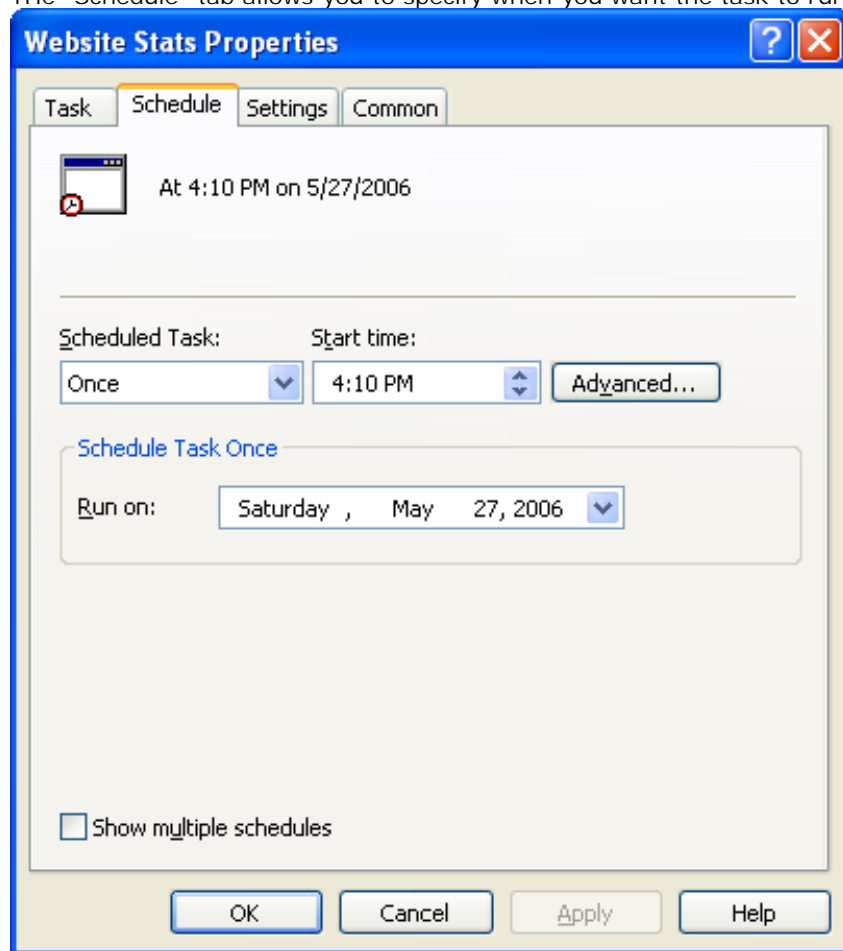 The "Schedule" tab allows you to specify when you want the task to run
Website Stats Properties
Task Schedule Settings Common
At 4:10 PM on 5/27/2006
Scheduled Task: Start time:
Once 4:10 PM Advanced...
Schedule Task Once
Run on: Saturday , May 27, 2006
Show multiple schedules
OK Cancel Apply Help